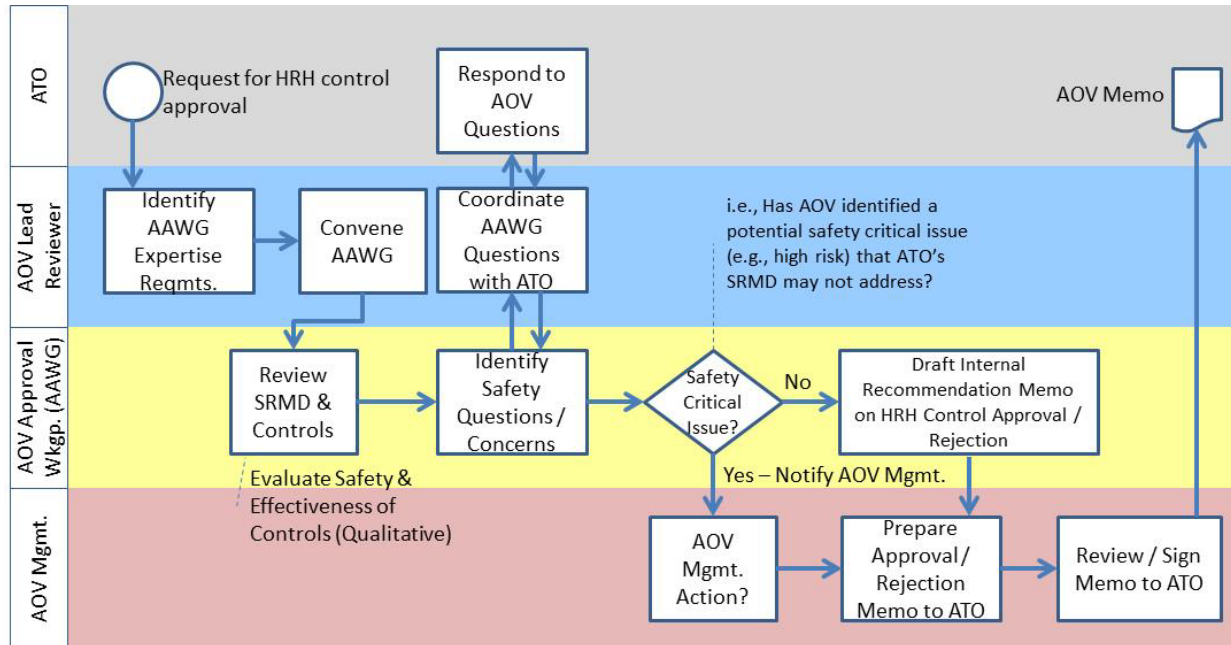 ATO
Request for HRH control
approval
Respond to
AOV
Questions
AOV Memo
AOV Lead
Reviewer
Identify
AAWG
Expertise
Reqmts.
Convene
AAWG
Coordinate
AAWG
Questions
with ATO
i.e., Has AOV identified a
potential safety critical issue
(e.g., high risk) that ATO's
SRMD may not address?
AOV Approval
Wkgp. (AAWG)
Review
SRMD &
Controls
Identify
Safety
Questions /
Concerns
Safety
Critical
Issue?
No
Draft Internal
Recommendation Memo
on HRH Control Approval /
Rejection
Evaluate Safety &
Effectiveness of
Controls (Qualitative)
Yes – Notify AOV Mgmt.
AOV Mgmt.
AOV
Mgmt.
Action?
Prepare
Approval /
Rejection
Memo to ATO
Review / Sign
Memo to ATO